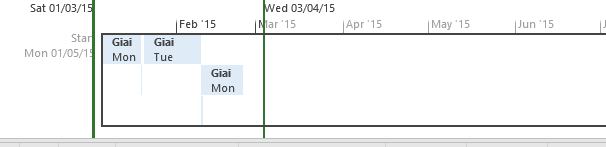 Sat 01/03/15 Wed 03/04/15
Feb '15 Mar '15 Apr '15 May '15 Jun '15
Start
Mon 01/05/15
Giai Giai
Mon Tue
Giai
Mon